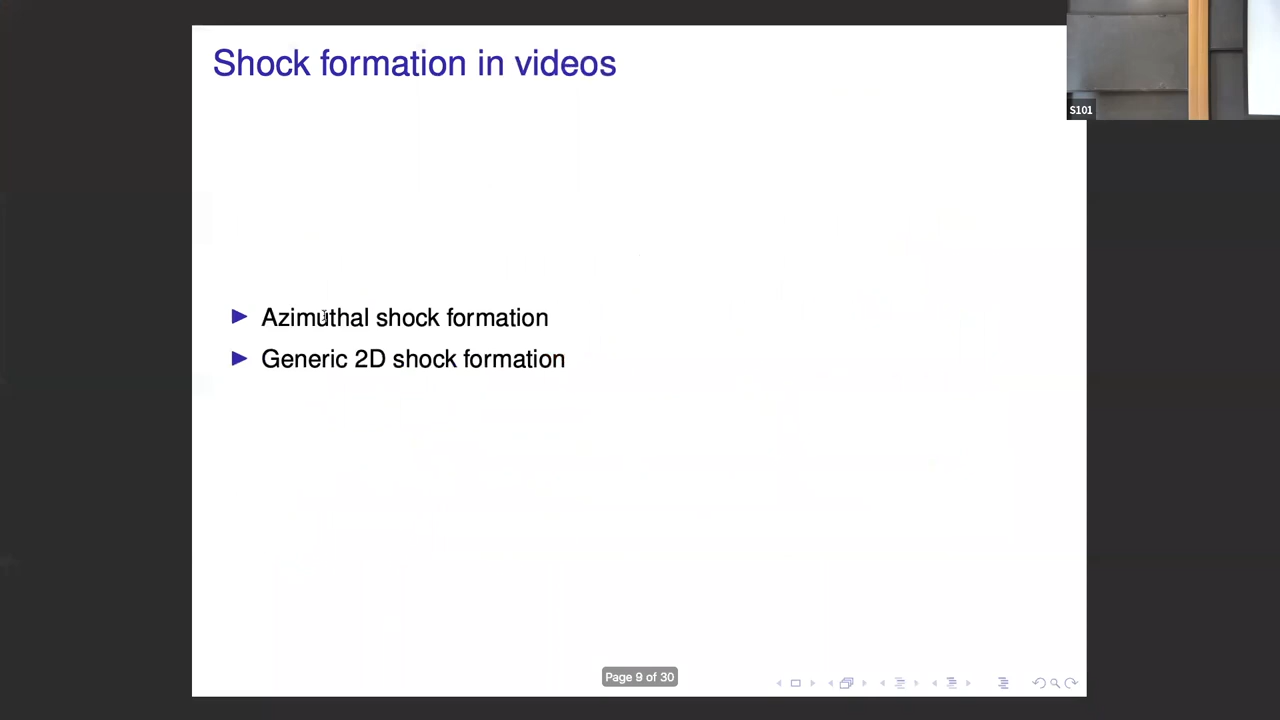 Shock formation in videos
S101
Azimuthal shock formation
Generic 2D shock formation
Page 9 of 30